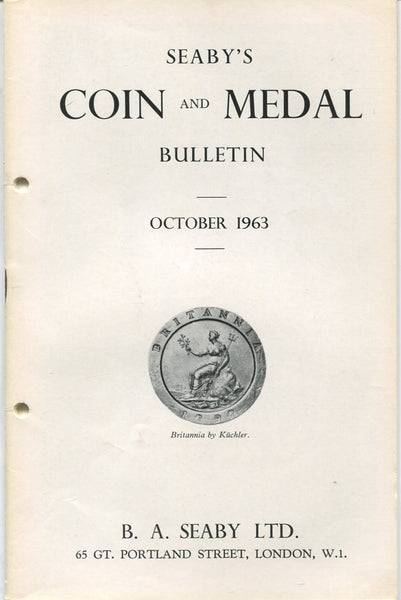 SEABY'S
COIN AND MEDAL
BULLETIN
OCTOBER 1963
BRITANNIA
1797
Britannia by Küchler.
B. A. SEABY LTD.
65 GT. PORTLAND STREET, LONDON, W.1.